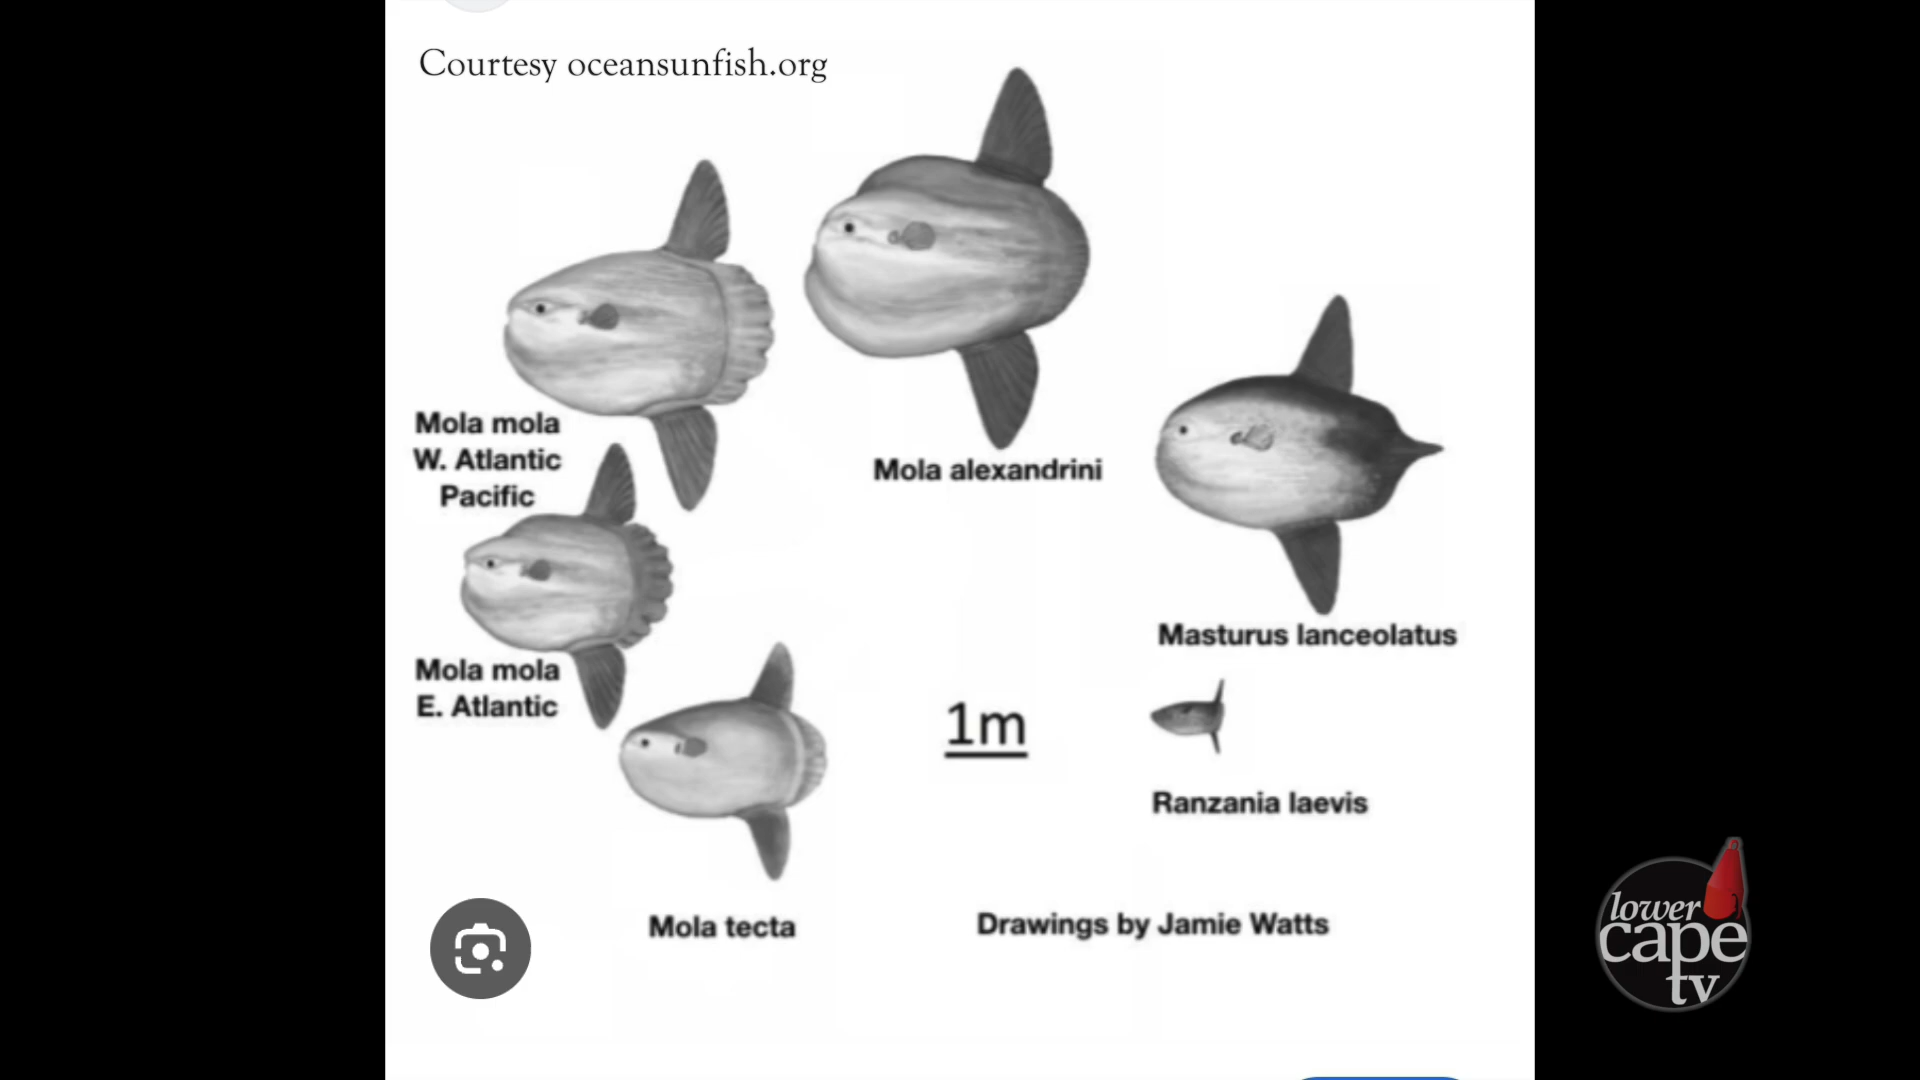 Courtesy oceansunfish.org
Mola mola
W. Atlantic
Pacific
Mola alexandrini
Mola mola
E. Atlantic
Masturus lanceolatus
1m
Ranzania laevis
Mola tecta
Drawings by Jamie Watts
lower
cape
tv